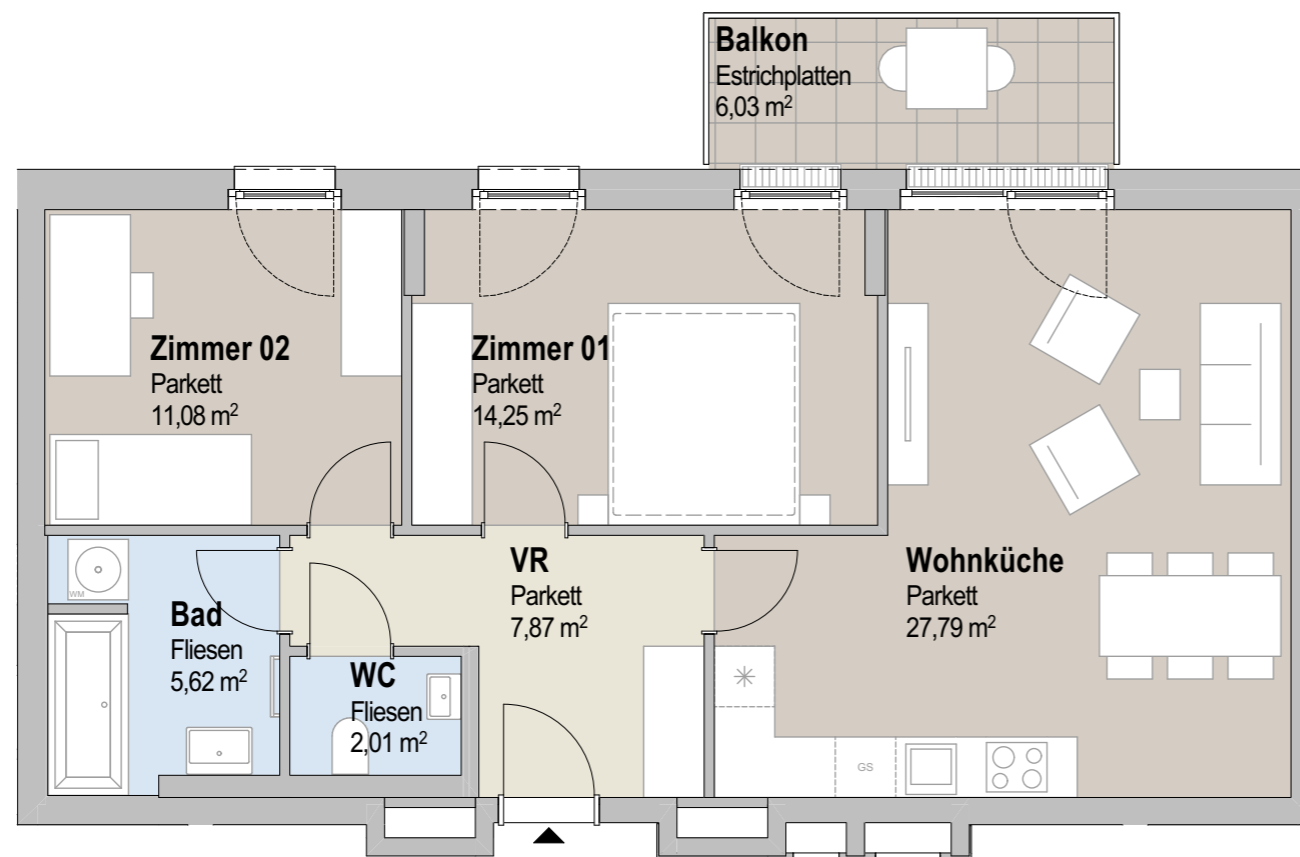 Balkon
Estrichplatten
6,03 m²
Zimmer 02
Parkett
11,08 m²
Zimmer 01
Parkett
14,25 m²
Wohnküche
Parkett
27,79 m²
VR
Parkett
7,87 m²
WM
Bad
Fliesen
5,62 m²
WC
Fliesen
2,01 m²
GS